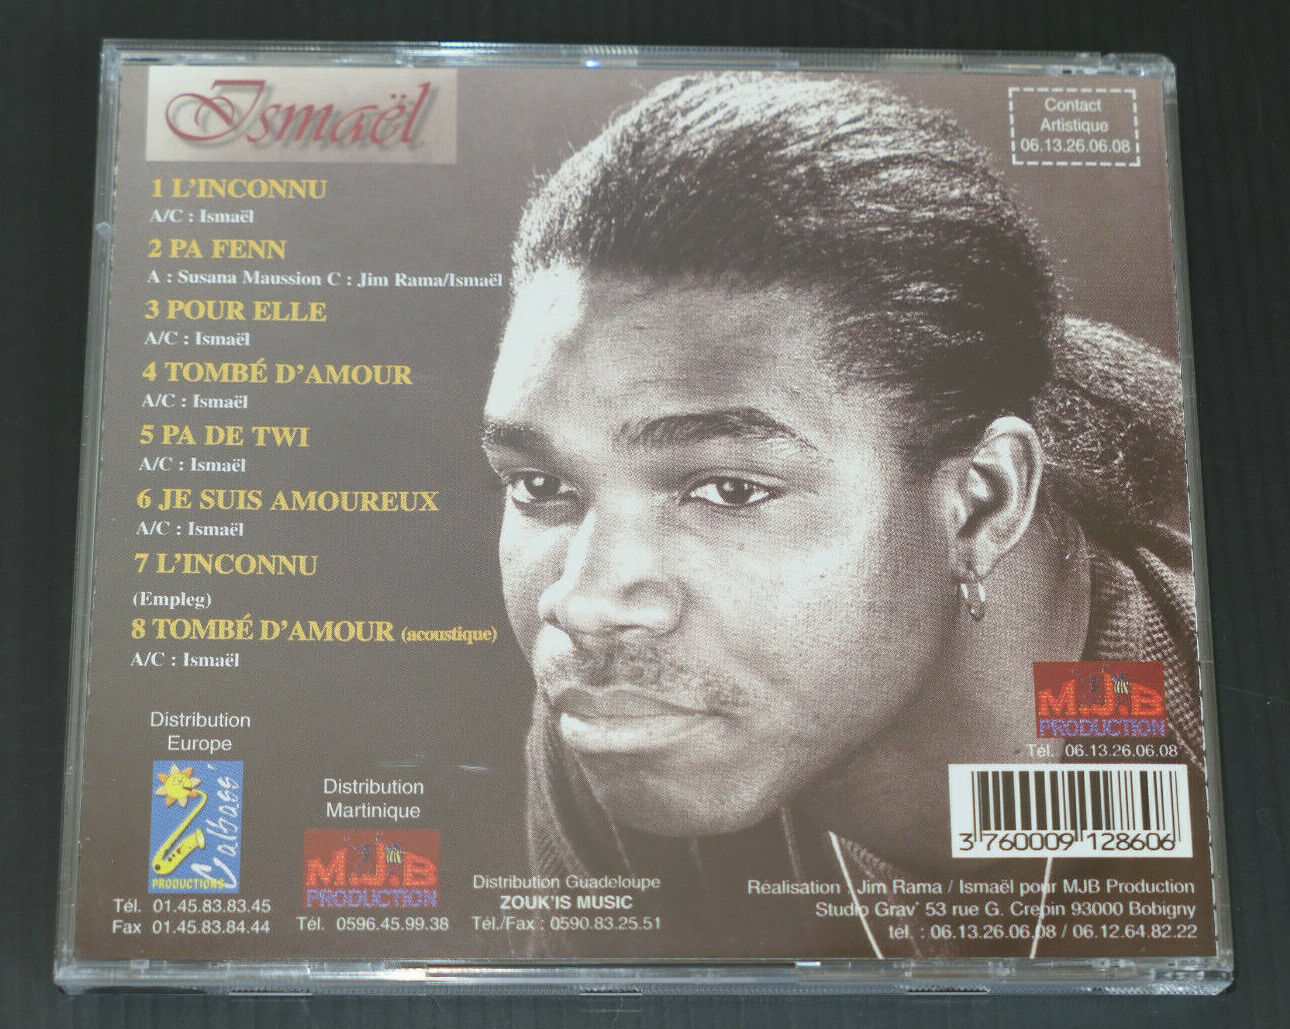 Ismaël
Contact
Artistique
06.13.26.06.08
1 L'INCONNU
A/C : Ismaël
2 PA FENN
A : Susana Maussion C : Jim Rama/Ismaël
3 POUR ELLE
A/C : Ismaël
4 TOMBÉ D'AMOUR
A/C : Ismaël
5 PA DE TWI
A/C : Ismaël
6 JE SUIS AMOUREUX
A/C : Ismaël
7 L'INCONNU
(Empleg)
8 TOMBÉ D'AMOUR (acoustique)
A/C : Ismaël
Distribution
Europe
Calbass'
PRODUCTIONS
Tél. 01.45.83.83.45
Fax 01.45.83.84.44
Distribution
Martinique
M.J.B
PRODUCTION
Tél. 0596.45.99.38
Distribution Guadeloupe
ZOUK'IS MUSIC
Tél./Fax : 0590.83.25.51
M.J.B
PRODUCTION
Tél. 06.13.26.06.08
3 760009 128606
Réalisation : Jim Rama / Ismaël pour MJB Production
Studio Grav' 53 rue G. Crepin 93000 Bobigny
tél. : 06.13.26.06.08 / 06.12.64.82.22